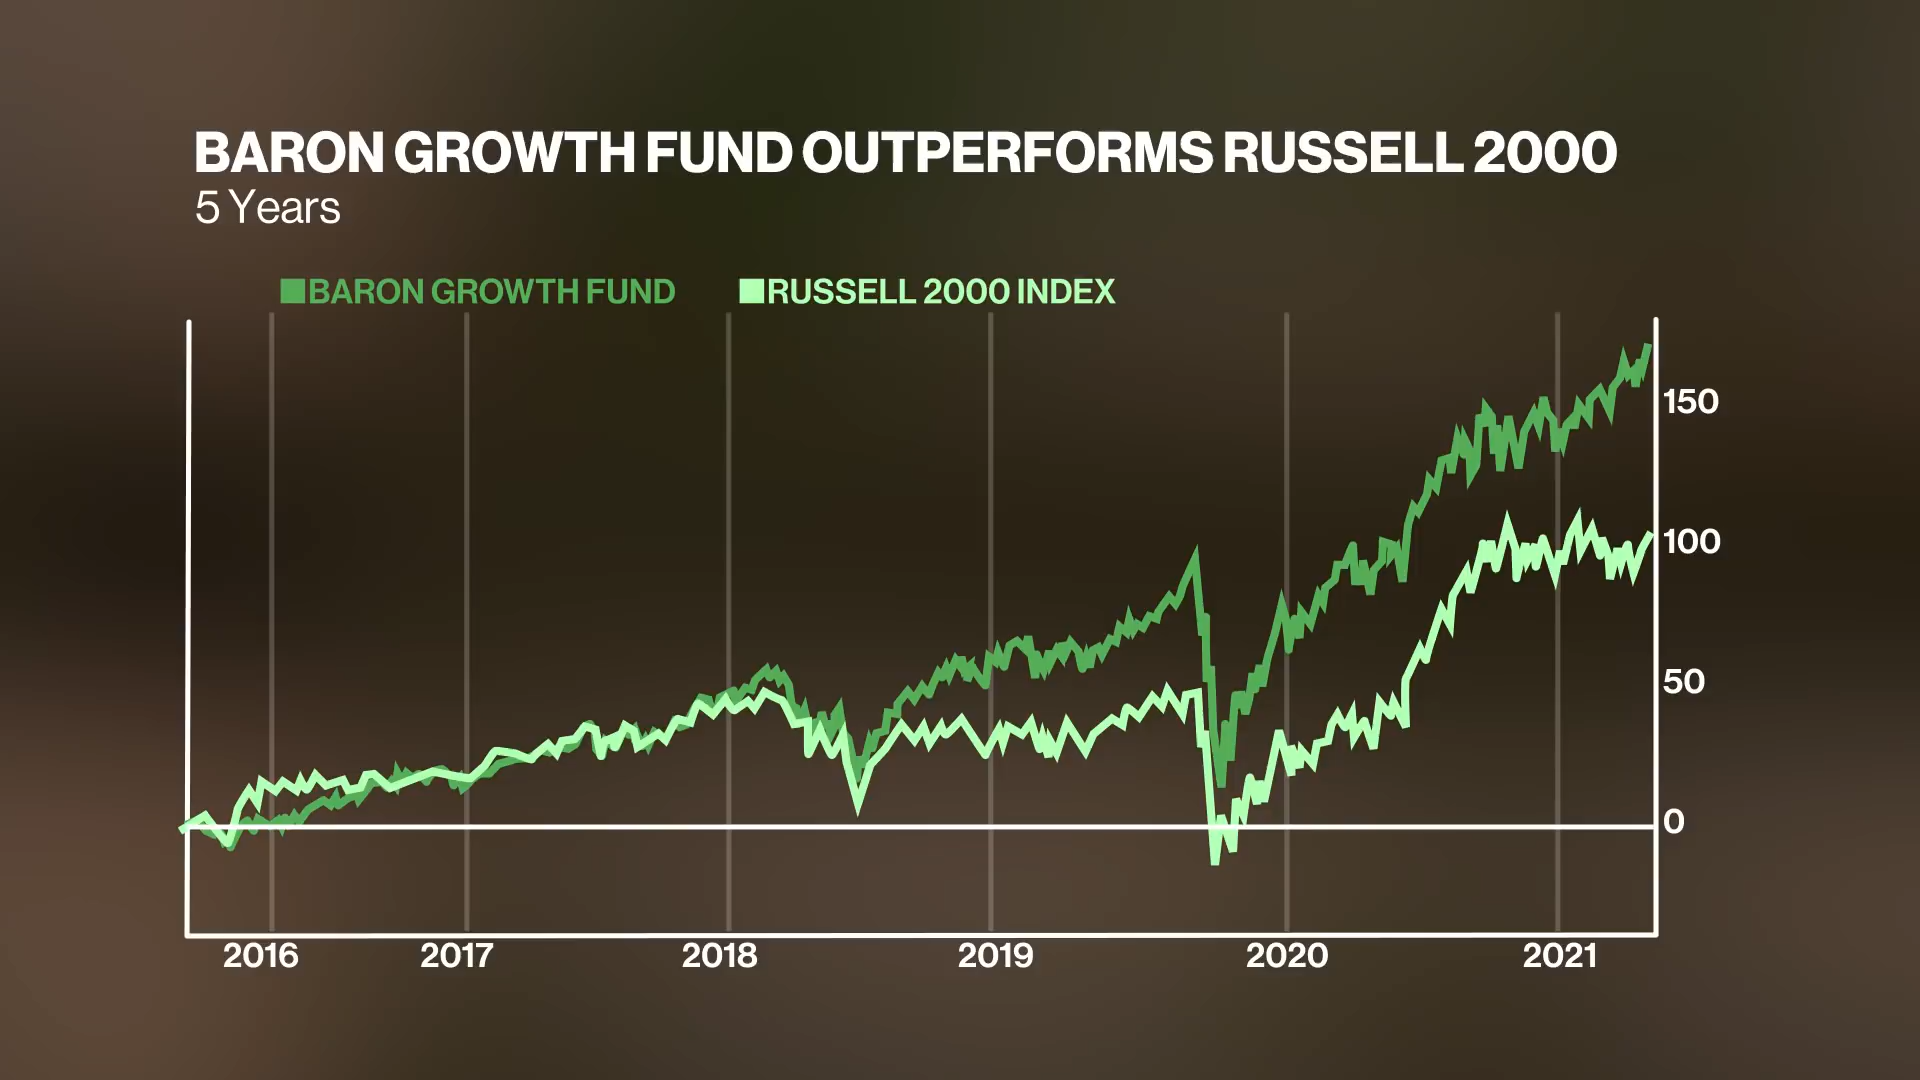 BARON GROWTH FUND OUTPERFORMS RUSSELL 2000
5 Years
BARON GROWTH FUND RUSSELL 2000 INDEX
150
100
50
0
2016 2017 2018 2019 2020 2021